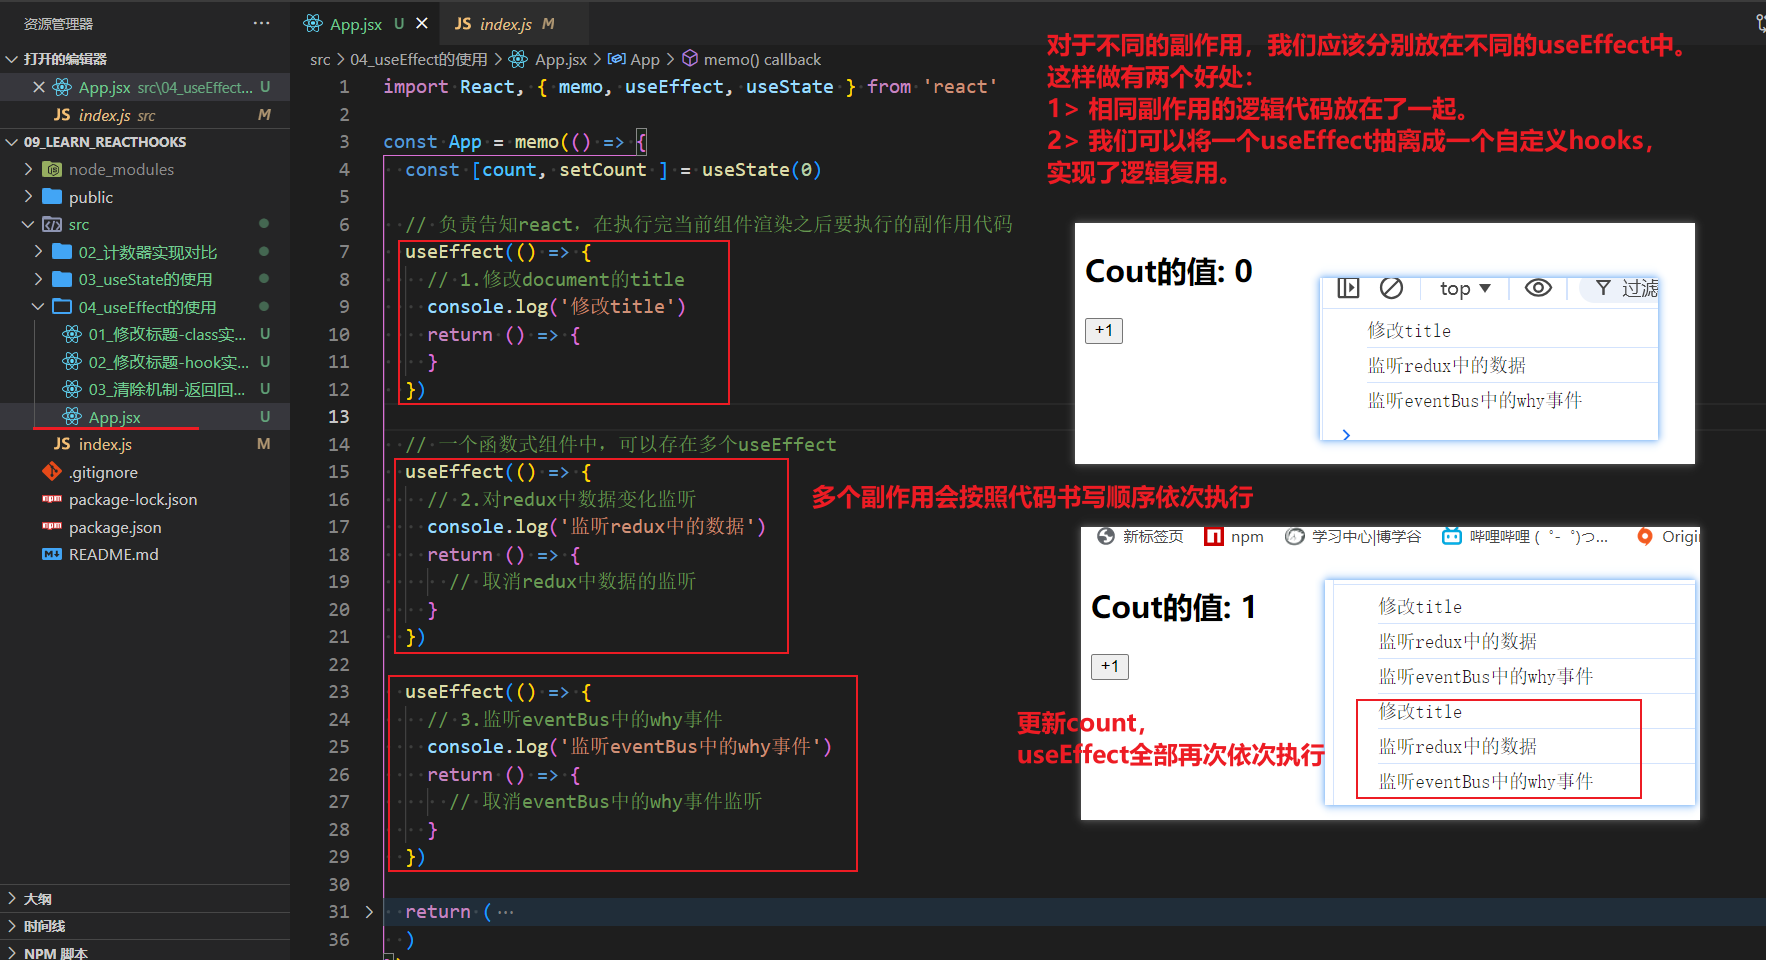 资源管理器
···
打开的编辑器
App.jsx src\04_useEffect... U
JS index.js src M
09_LEARN_REACTHOOKS
node_modules
public
src
02_计数器实现对比
03_useState的使用
04_useEffect的使用
01_修改标题-class实... U
02_修改标题-hook实... U
03_清除机制-返回回... U
App.jsx U
JS index.js M
.gitignore
package-lock.json
package.json
README.md
大纲
时间线
NPM 脚本
App.jsx U
JS index.js M
src > 04_useEffect的使用 > App.jsx > App > memo() callback
1 import React, { memo, useEffect, useState } from 'react'
2
3 const App = memo(() => {
4 const [count, setCount ] = useState(0)
5
6 // 负责告知react, 在执行完当前组件渲染之后要执行的副作用代码
7 useEffect(() => {
8 // 1.修改document的title
9 console.log('修改title')
10 return () => {
11 }
12 })
13
14 // 一个函数式组件中, 可以存在多个useEffect
15 useEffect(() => {
16 // 2.对redux中数据变化监听
17 console.log('监听redux中的数据')
18 return () => {
19 // 取消redux中数据的监听
20 }
21 })
22
23 useEffect(() => {
24 // 3.监听eventBus中的why事件
25 console.log('监听eventBus中的why事件')
26 return () => {
27 // 取消eventBus中的why事件监听
28 }
29 })
30
31 return (···
36 )
对于不同的副作用，我们应该分别放在不同的useEffect中。
这样做有两个好处：
1> 相同副作用的逻辑代码放在了一起。
2> 我们可以将一个useEffect抽离成一个自定义hooks，
实现了逻辑复用。
Cout的值: 0
+1
top ▼ 过滤
修改title
监听redux中的数据
监听eventBus中的why事件
多个副作用会按照代码书写顺序依次执行
新标签页 npm 学习中心|博学谷 哔哩哔哩 (゜-゜)つ... Origi
Cout的值: 1
+1
修改title
监听redux中的数据
监听eventBus中的why事件
修改title
监听redux中的数据
监听eventBus中的why事件
更新count，
useEffect全部再次依次执行